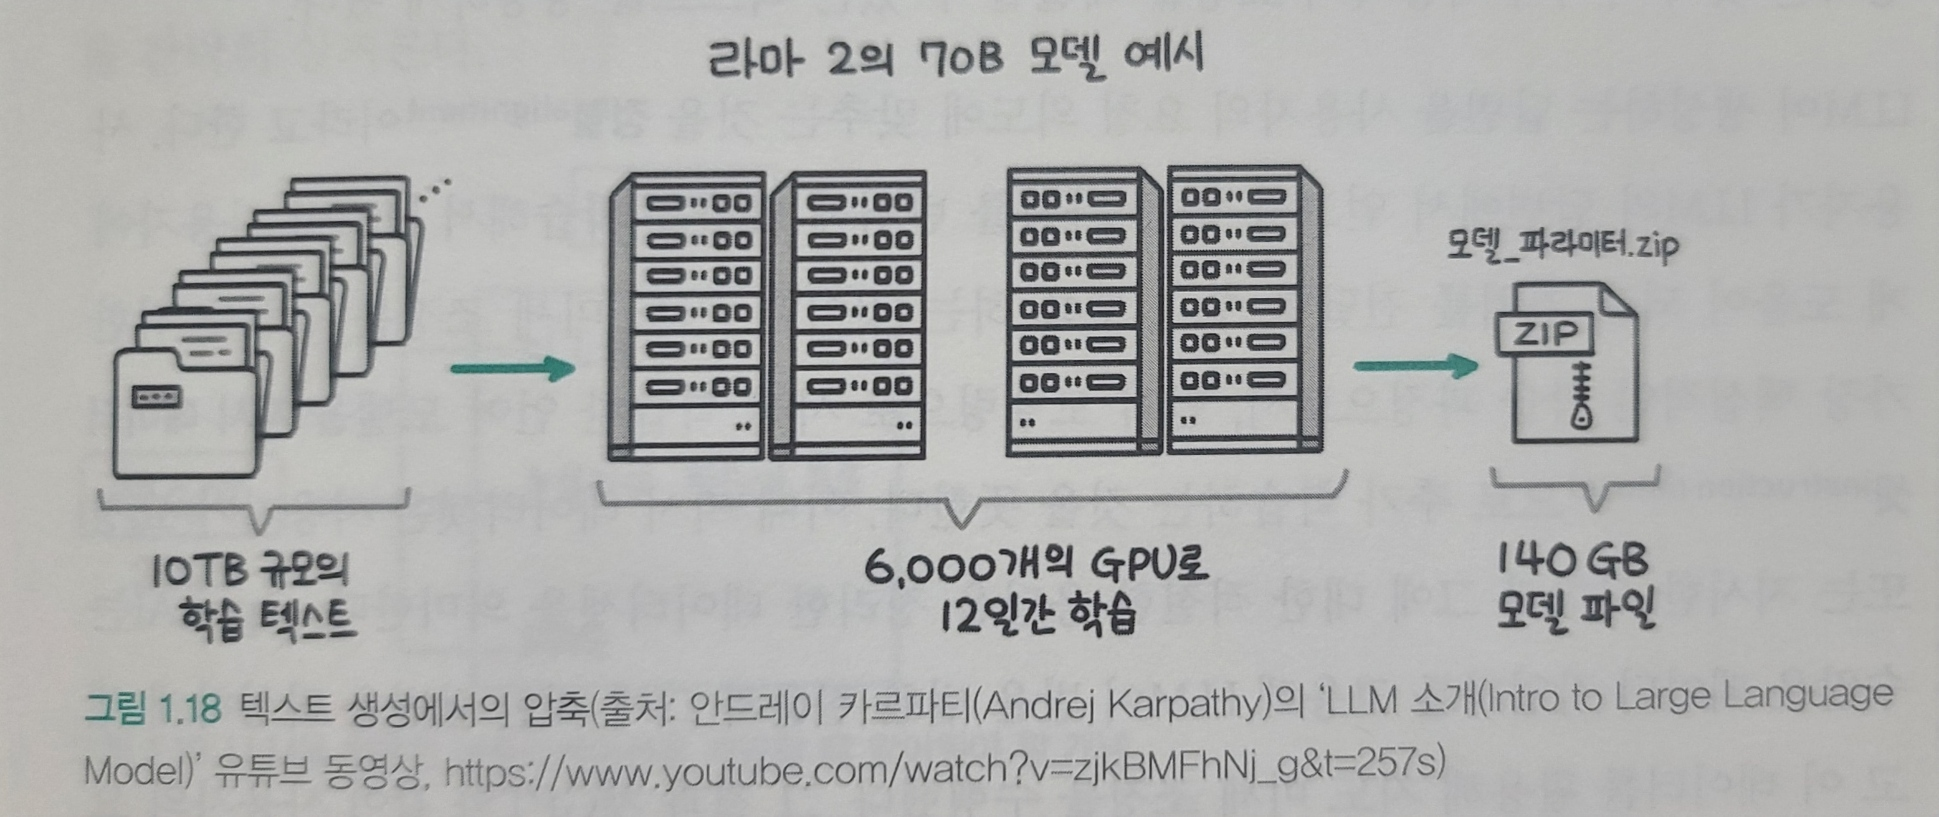 라마 2의 70B 모델 예시
모델_파라미터.zip
ZIP
10TB 규모의
학습 텍스트
6,000개의 GPU로
12일간 학습
140 GB
모델 파일
그림 1.18 텍스트 생성에서의 압축(출처: 안드레이 카르파티(Andrej Karpathy)의 ‘LLM 소개(Intro to Large Language
Model)’ 유튜브 동영상, https://www.youtube.com/watch?v=zjkBMFhNj_g&t=257s)